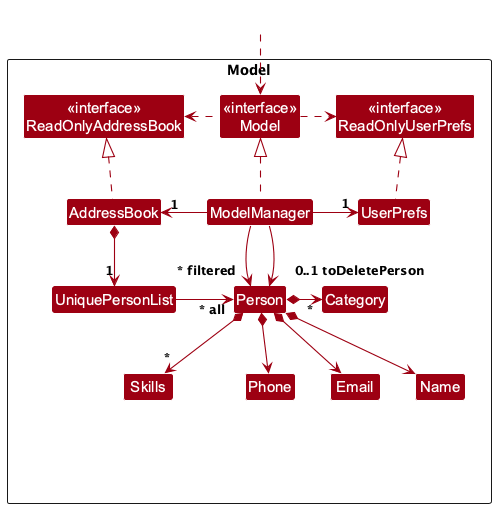 Model
«interface»
ReadOnlyAddressBook
«interface»
Model
«interface»
ReadOnlyUserPrefs
AddressBook
1
ModelManager
1
UserPrefs
1
* filtered
0..1 toDeletePerson
UniquePersonList
* all
Person
*
Category
*
Skills
Phone
Email
Name